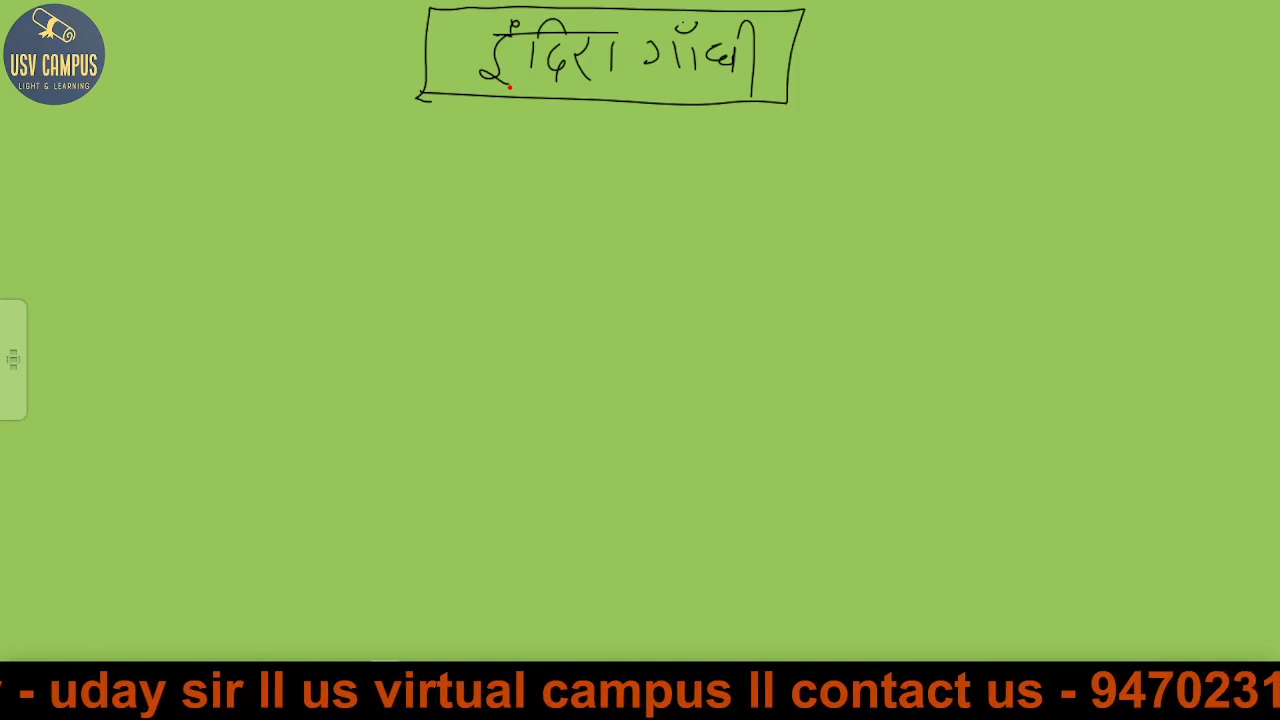 इंदिरा गाँधी
USV CAMPUS
LIGHT & LEARNING
- uday sir ll us virtual campus ll contact us - 9470231